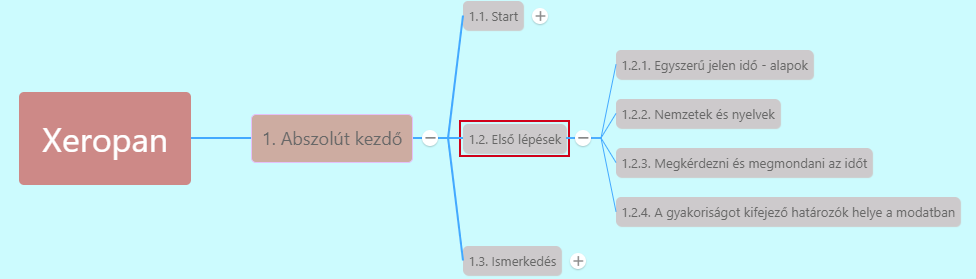 Xeropan
1. Abszolút kezdő
1.1. Start
1.2. Első lépések
1.2.1. Egyszerű jelen idő - alapok
1.2.2. Nemzetek és nyelvek
1.2.3. Megkérdezni és megmondani az időt
1.2.4. A gyakoriságot kifejező határozók helye a modatban
1.3. Ismerkedés